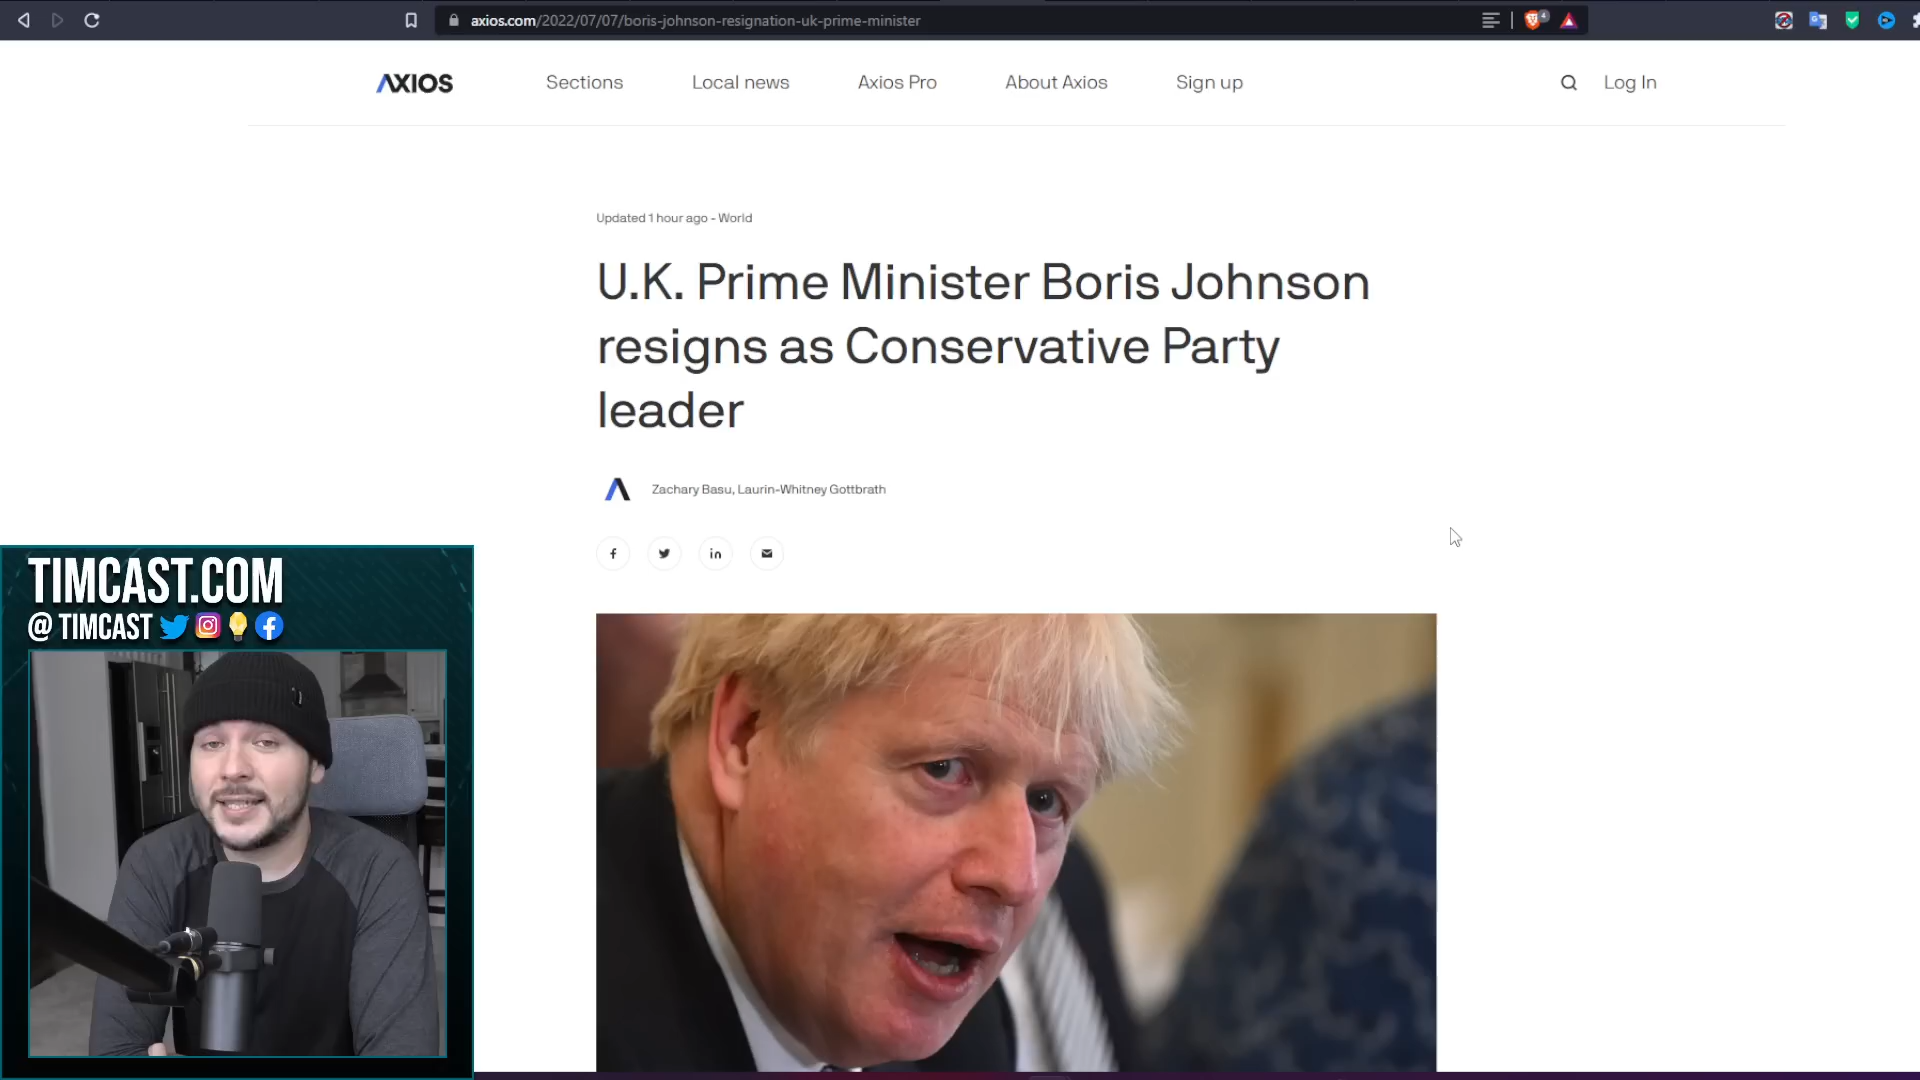 axios.com/2022/07/07/boris-johnson-resignation-uk-prime-minister
4
AXIOS
Sections
Local news
Axios Pro
About Axios
Sign up
Log In
Updated 1 hour ago - World
U.K. Prime Minister Boris Johnson
resigns as Conservative Party
leader
Zachary Basu, Laurin-Whitney Gottbrath
f
in
TIMCAST.COM
@ TIMCAST